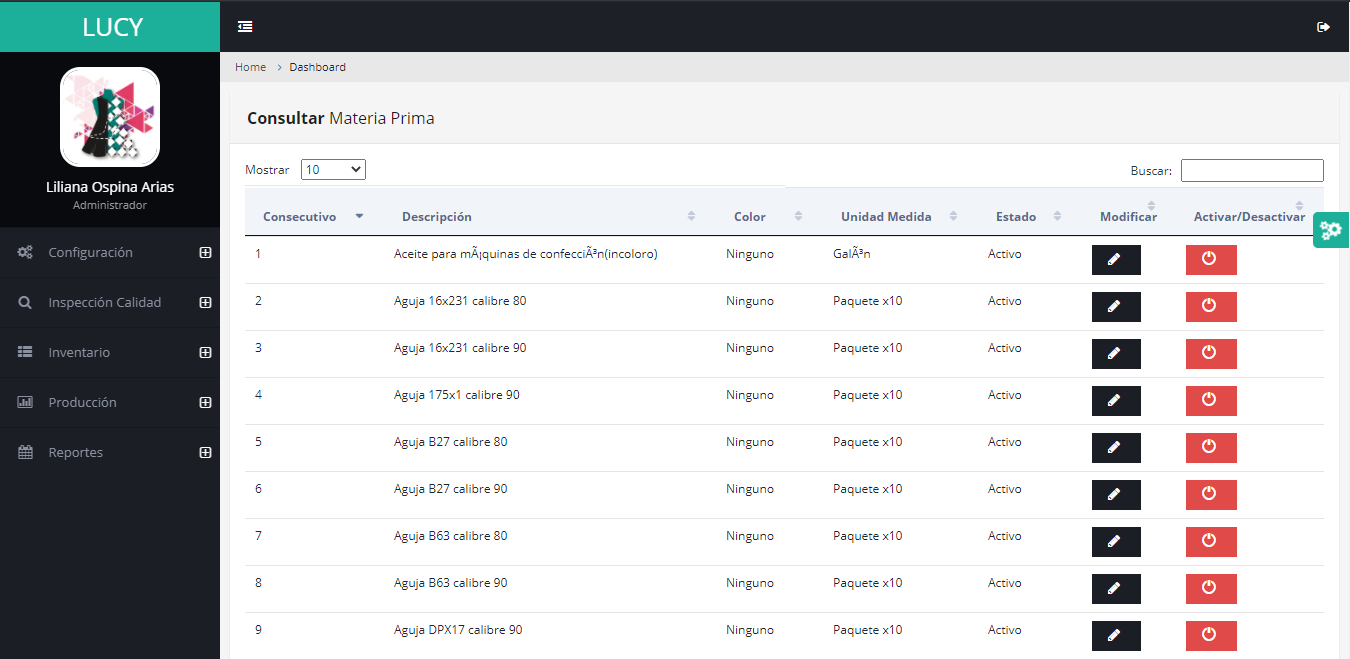 LUCY
Liliana Ospina Arias
Administrador
Configuración
Inspección Calidad
Inventario
Producción
Reportes
Home > Dashboard
Consultar Materia Prima
Mostrar 10
Buscar:
Consecutivo Descripción Color Unidad Medida Estado Modificar Activar/Desactivar
1 Aceite para mÃ¡quinas de confecciÃ³n(incoloro) Ninguno GalÃ³n Activo
2 Aguja 16x231 calibre 80 Ninguno Paquete x10 Activo
3 Aguja 16x231 calibre 90 Ninguno Paquete x10 Activo
4 Aguja 175x1 calibre 90 Ninguno Paquete x10 Activo
5 Aguja B27 calibre 80 Ninguno Paquete x10 Activo
6 Aguja B27 calibre 90 Ninguno Paquete x10 Activo
7 Aguja B63 calibre 80 Ninguno Paquete x10 Activo
8 Aguja B63 calibre 90 Ninguno Paquete x10 Activo
9 Aguja DPX17 calibre 90 Ninguno Paquete x10 Activo